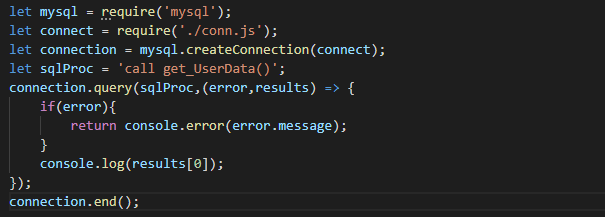 let mysql = require('mysql');
let connect = require('./conn.js');
let connection = mysql.createConnection(connect);
let sqlProc = 'call get_UserData()';
connection.query(sqlProc,(error,results) => {
    if(error){
        return console.error(error.message);
    }
    console.log(results[0]);
});
connection.end();